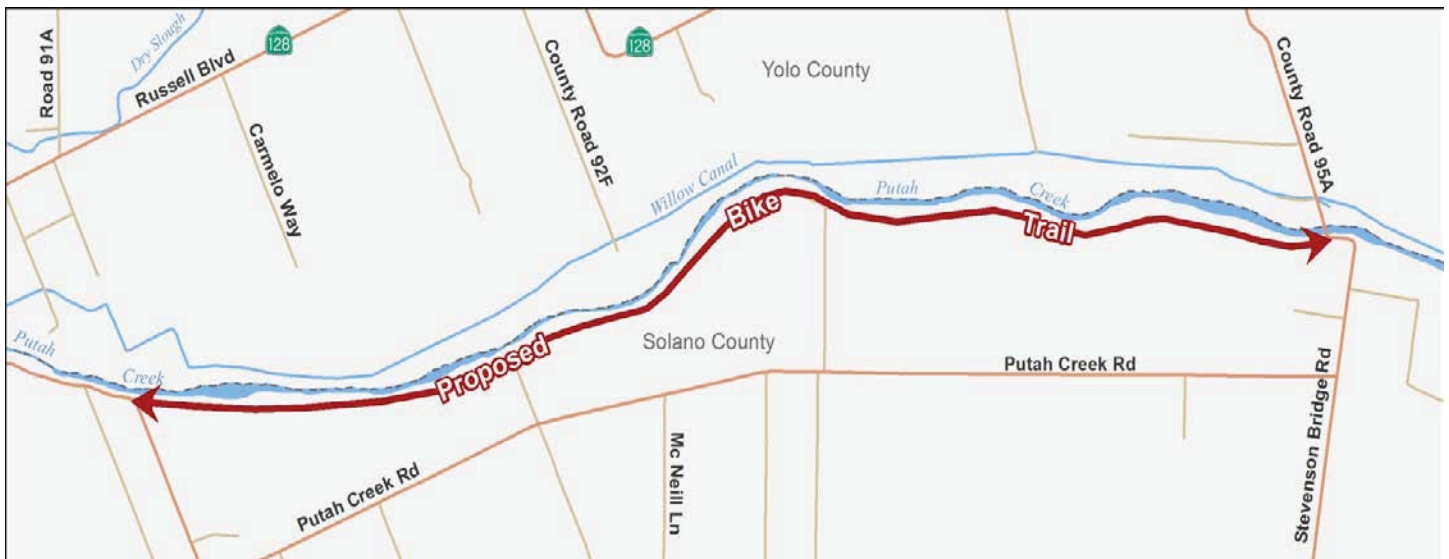 Road 91A
Dry Slough
Russell Blvd
128
Carmelo Way
County Road 92F
128
Yolo County
County Road 95A
Willow Canal
Putah
Creek
Proposed
Bike
Trail
Putah
Creek
Solano County
Putah Creek Rd
Putah Creek Rd
Mc Neill Ln
Stevenson Bridge Rd